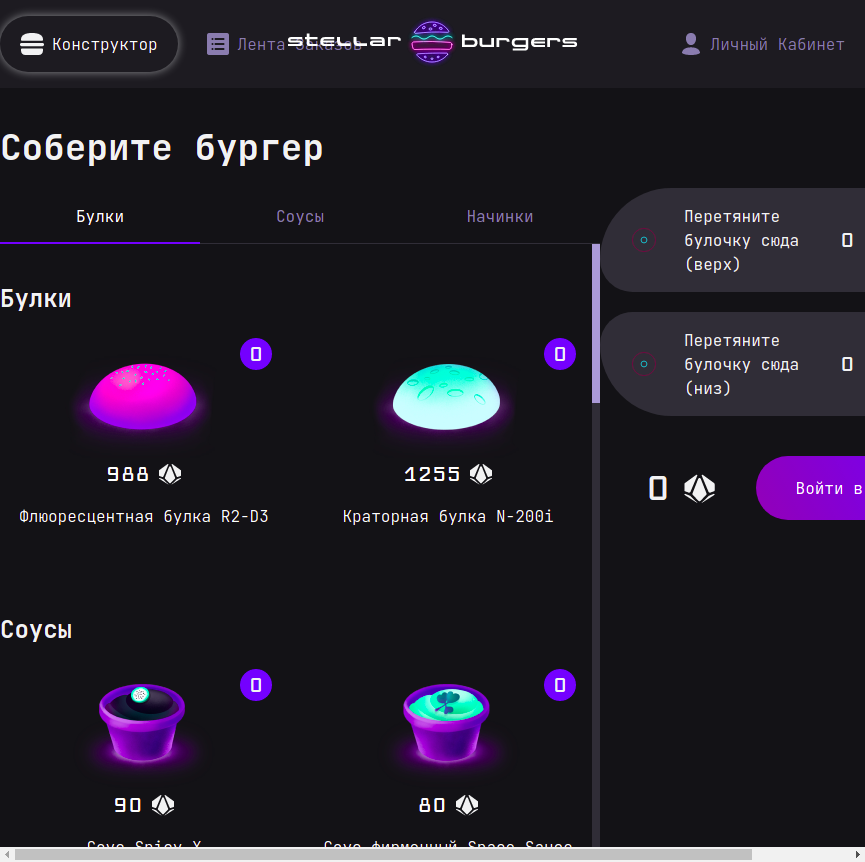 Конструктор
Лента Заказов
stellar burgers
Личный Кабинет
Соберите бургер
Булки
Соусы
Начинки
Булки
0
0
988
1255
Флюоресцентная булка R2-D3
Краторная булка N-200i
Соусы
0
0
90
80
Соус Spicy-X
Соус фирменный Space Sauce
Перетяните
булочку сюда
(верх)
0
Перетяните
булочку сюда
(низ)
0
0
Войти в